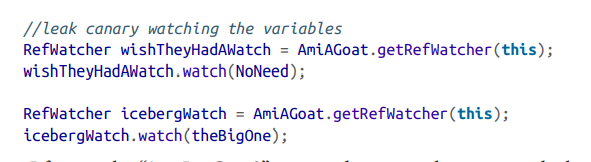 //leak canary watching the variables
RefWatcher wishTheyHadAWatch = AmiAGoat.getRefWatcher(this);
wishTheyHadAWatch.watch(NoNeed);
RefWatcher icebergWatch = AmiAGoat.getRefWatcher(this);
icebergWatch.watch(theBigOne);